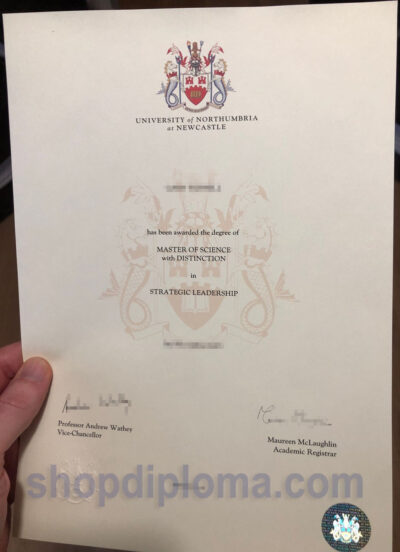 UNIVERSITY of NORTHUMBRIA
at NEWCASTLE
has been awarded the degree of
MASTER OF SCIENCE
with DISTINCTION
in
STRATEGIC LEADERSHIP
Professor Andrew Wathey
Vice-Chancellor
Maureen McLaughlin
Academic Registrar
shopdiploma.com